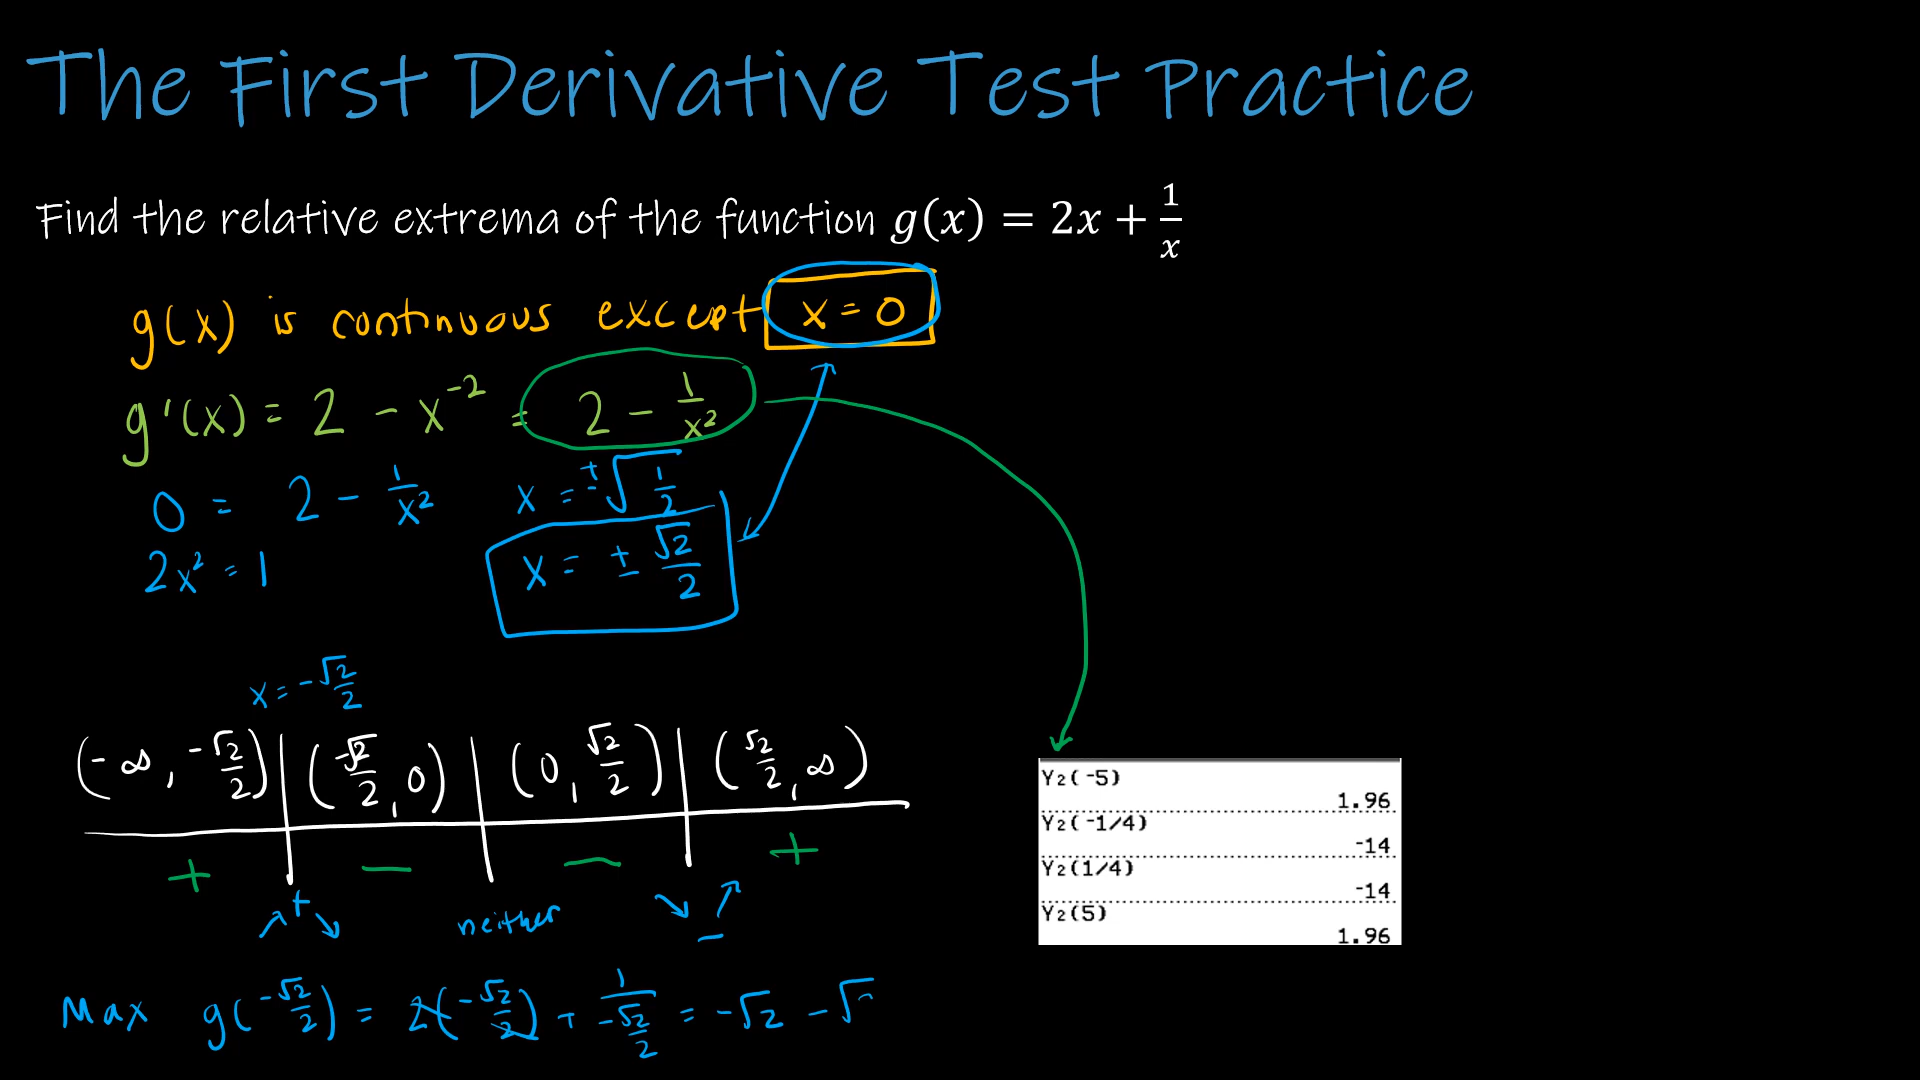 The First Derivative Test Practice
Find the relative extrema of the function g(x) = 2x + 1/x
g(x) is continuous except x = 0
g'(x) = 2 - x^-2 = 2 - 1/x²
0 = 2 - 1/x²   x = ±√(1/2)
2x² = 1   x = ± √2/2
x = -√2/2
(-∞, -√2/2) | (-√2/2, 0) | (0, √2/2) | (√2/2, ∞)
+ − − +
+ neither −
Y₂(-5)
1.96
Y₂(-1/4)
-14
Y₂(1/4)
-14
Y₂(5)
1.96
Max g(-√2/2) = 2(-√2/2) + 1/(-√2/2) = -√2 - √